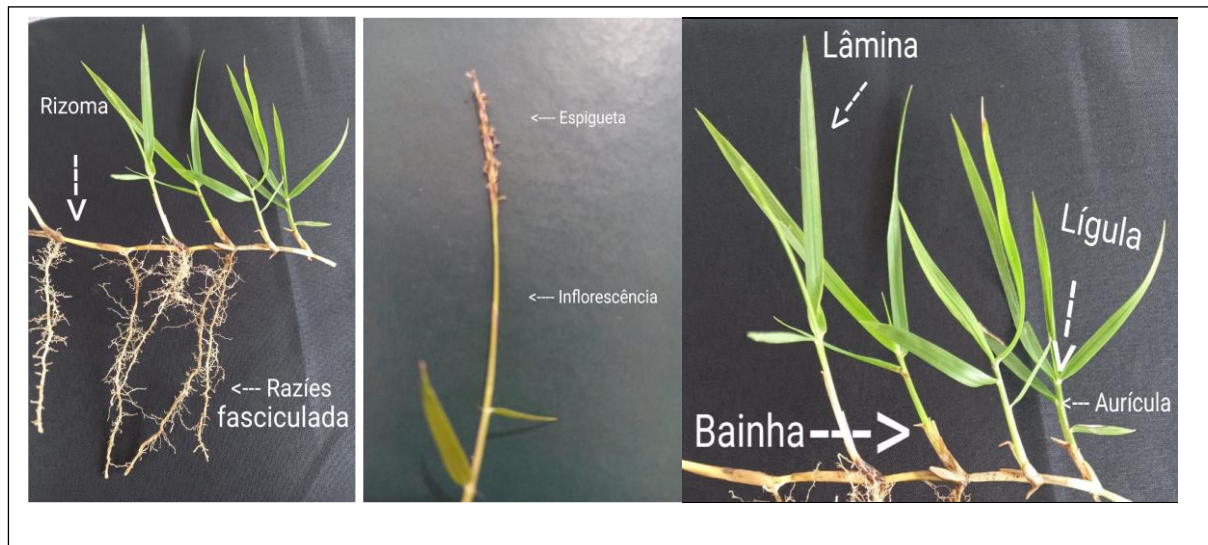 Rizoma
<--- Razíes
fasciculada
<---- Espigueta
<---- Inflorescência
Lâmina
Lígula
<--- Aurícula
Bainha